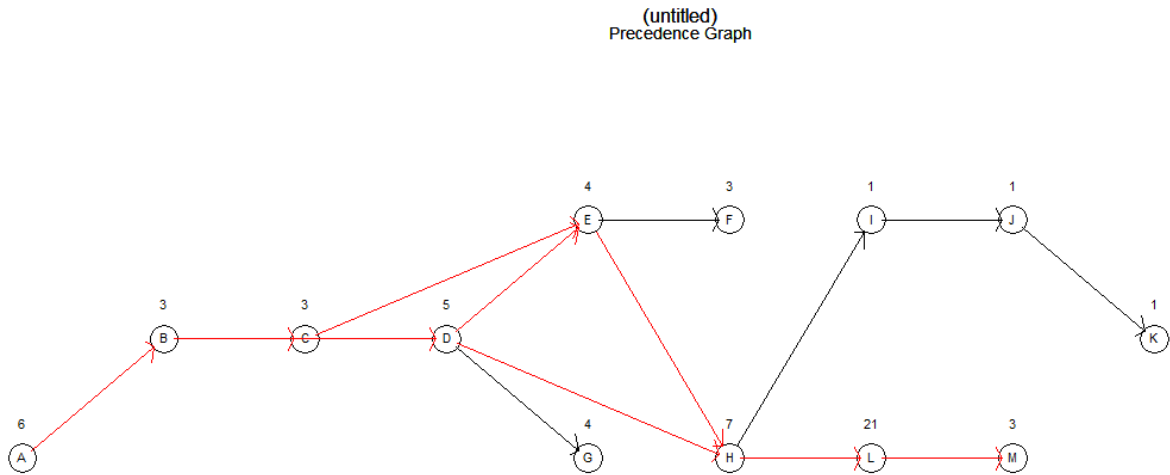 (untitled)
Precedence Graph
4 3 1 1
E F I J
3 3 5 1
B C D K
6 4 7 21 3
A G H L M